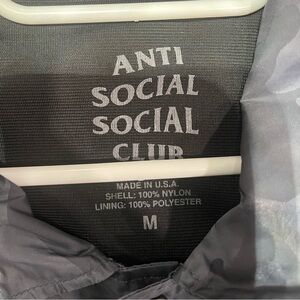 ANTI
SOCIAL
SOCIAL
CLUB
MADE IN U.S.A.
SHELL: 100% NYLON
LINING: 100% POLYESTER
M